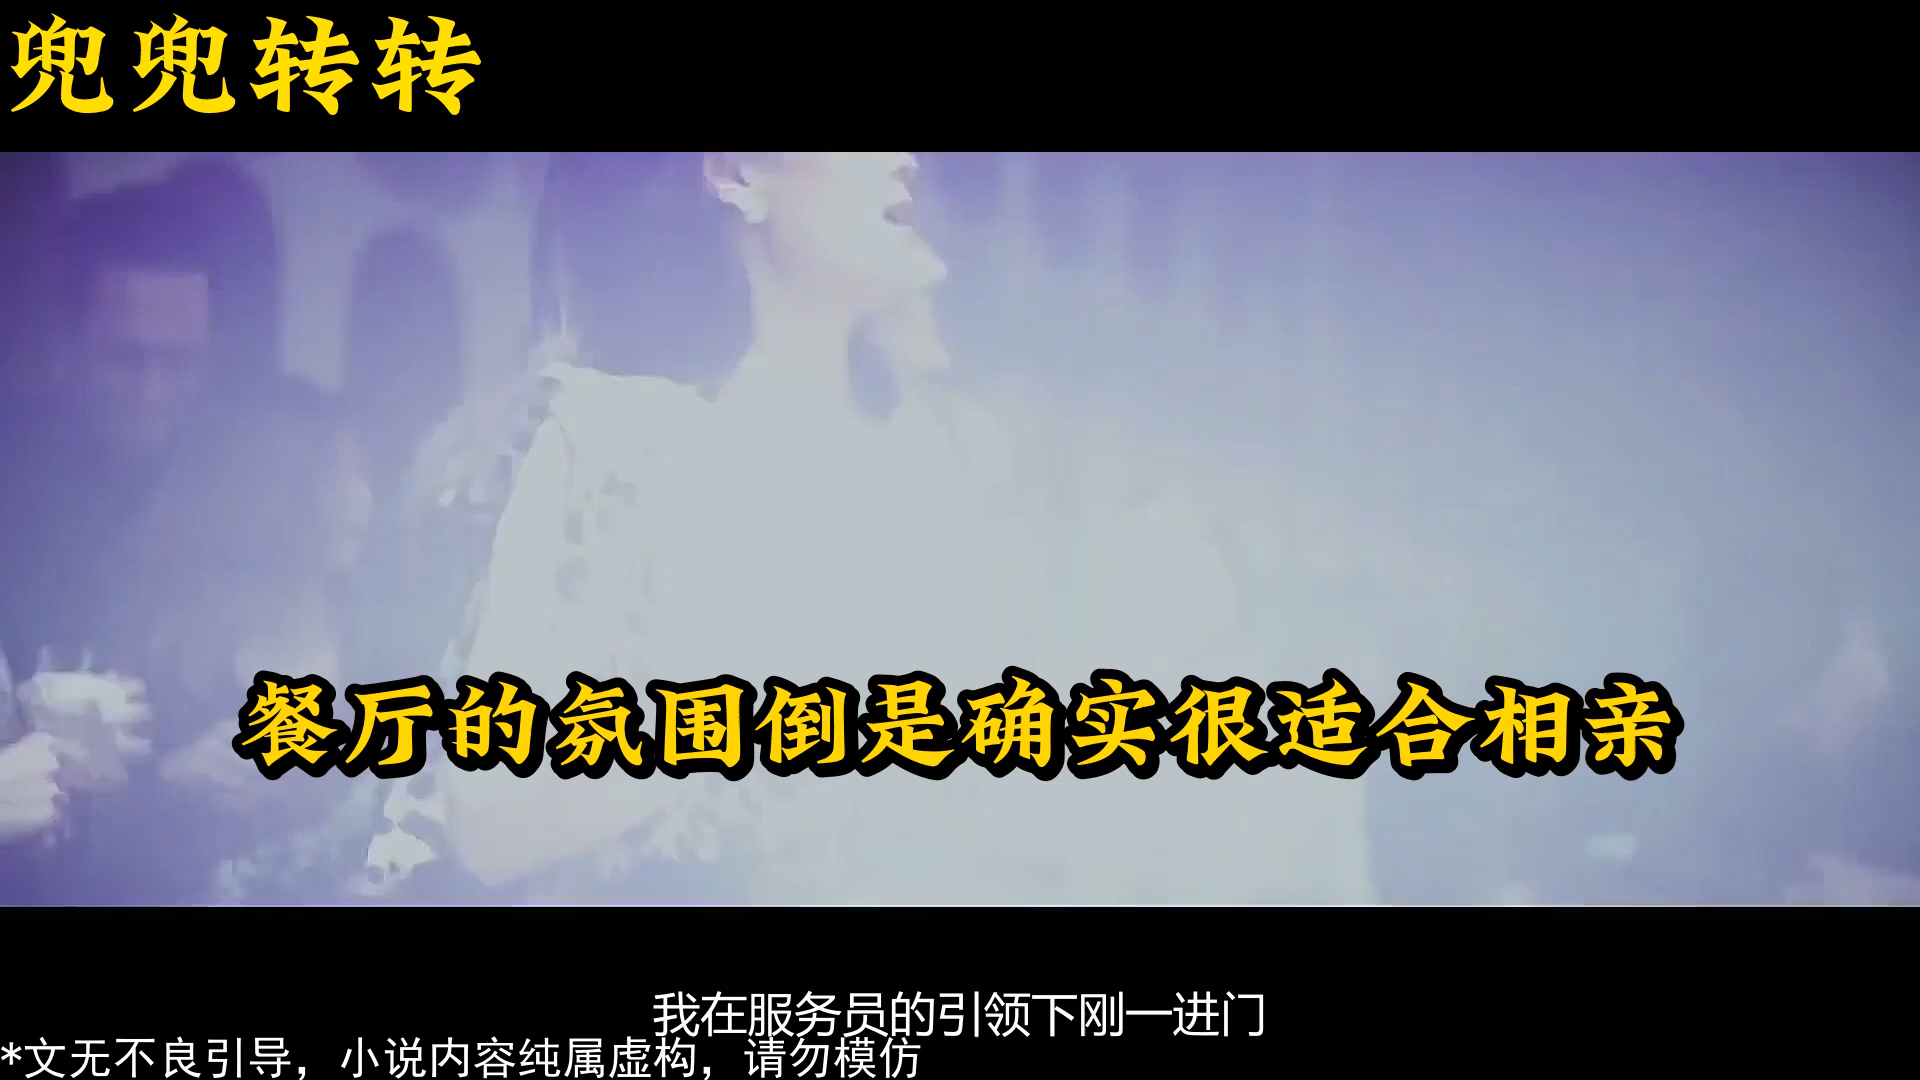 兜兜转转
餐厅的氛围倒是确实很适合相亲
我在服务员的引领下刚一进门
*文无不良引导，小说内容纯属虚构，请勿模仿